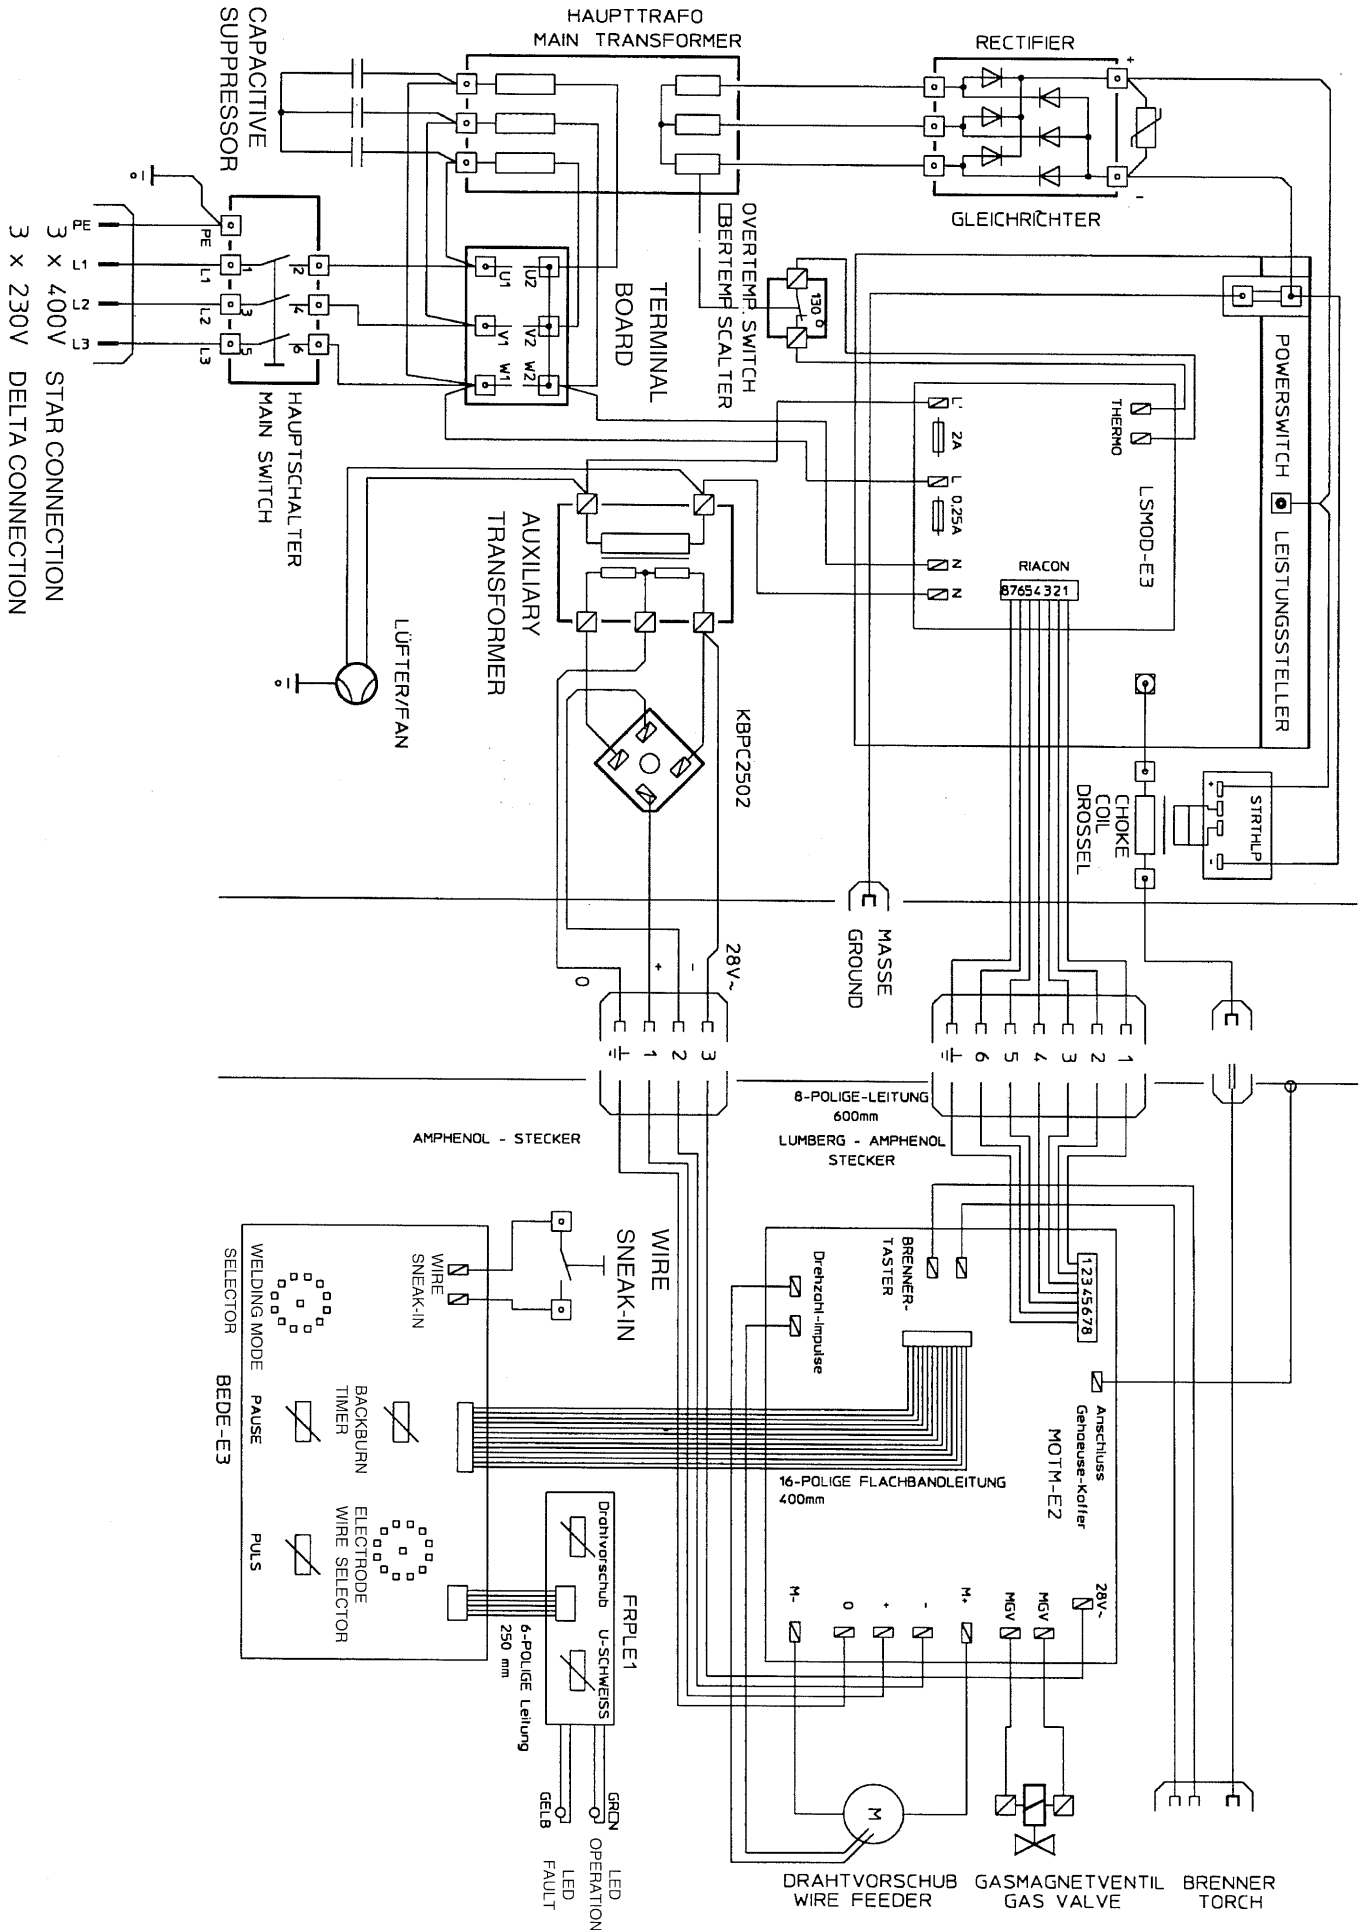 HAUPTTRAFO
MAIN TRANSFORMER
RECTIFIER
+
-
GLEICHRICHTER
CAPACITIVE
SUPPRESSOR
PE
L1
L2
L3
PE
L1
L2
L3
1
3
5
2
4
6
HAUPTSCHALTER
MAIN SWITCH
3 x 400V STAR CONNECTION
3 x 230V DELTA CONNECTION
U1
U2
V1
V2
W1
W2
TERMINAL
BOARD
OVERTEMP. SWITCH
□BERTEMP. SCALTER
130°
POWERSWITCH
LEISTUNGSSTELLER
THERMO
LSMOD-E3
L'
2A
L
0.25A
N
N
RIACON
87654321
AUXILIARY
TRANSFORMER
LÜFTER/FAN
KBPC2502
STRTHLP
+
-
CHOKE
COIL
DROSSEL
MASSE
GROUND
28V~
-
+
0
3
2
1
1
2
3
4
5
6
AMPHENOL - STECKER
8-POLIGE-LEITUNG
600mm
LUMBERG - AMPHENOL
STECKER
WIRE
SNEAK-IN
WIRE
SNEAK-IN
WELDING MODE
SELECTOR
BACKBURN
TIMER
PAUSE
BEDE-E3
ELECTRODE
WIRE SELECTOR
PULS
BRENNER-
TASTER
Drehzahl-Impulse
12345678
Anschluss
Gehaeuse-Koffer
MOTM-E2
16-POLIGE FLACHBANDLEITUNG
400mm
Drahtvorschub
U-SCHWEISS
FRPLE1
6-POLIGE Leitung
250 mm
M-
0
+
-
M+
MGV
MGV
28V~
GR□N
GELB
LED
OPERATION
LED
FAULT
M
DRAHTVORSCHUB
WIRE FEEDER
GASMAGNETVENTIL
GAS VALVE
BRENNER
TORCH